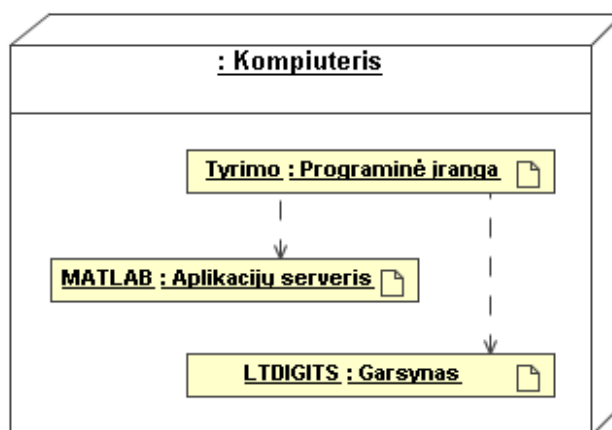 : Kompiuteris
Tyrimo : Programinė įranga
MATLAB : Aplikacijų serveris
LTDIGITS : Garsynas